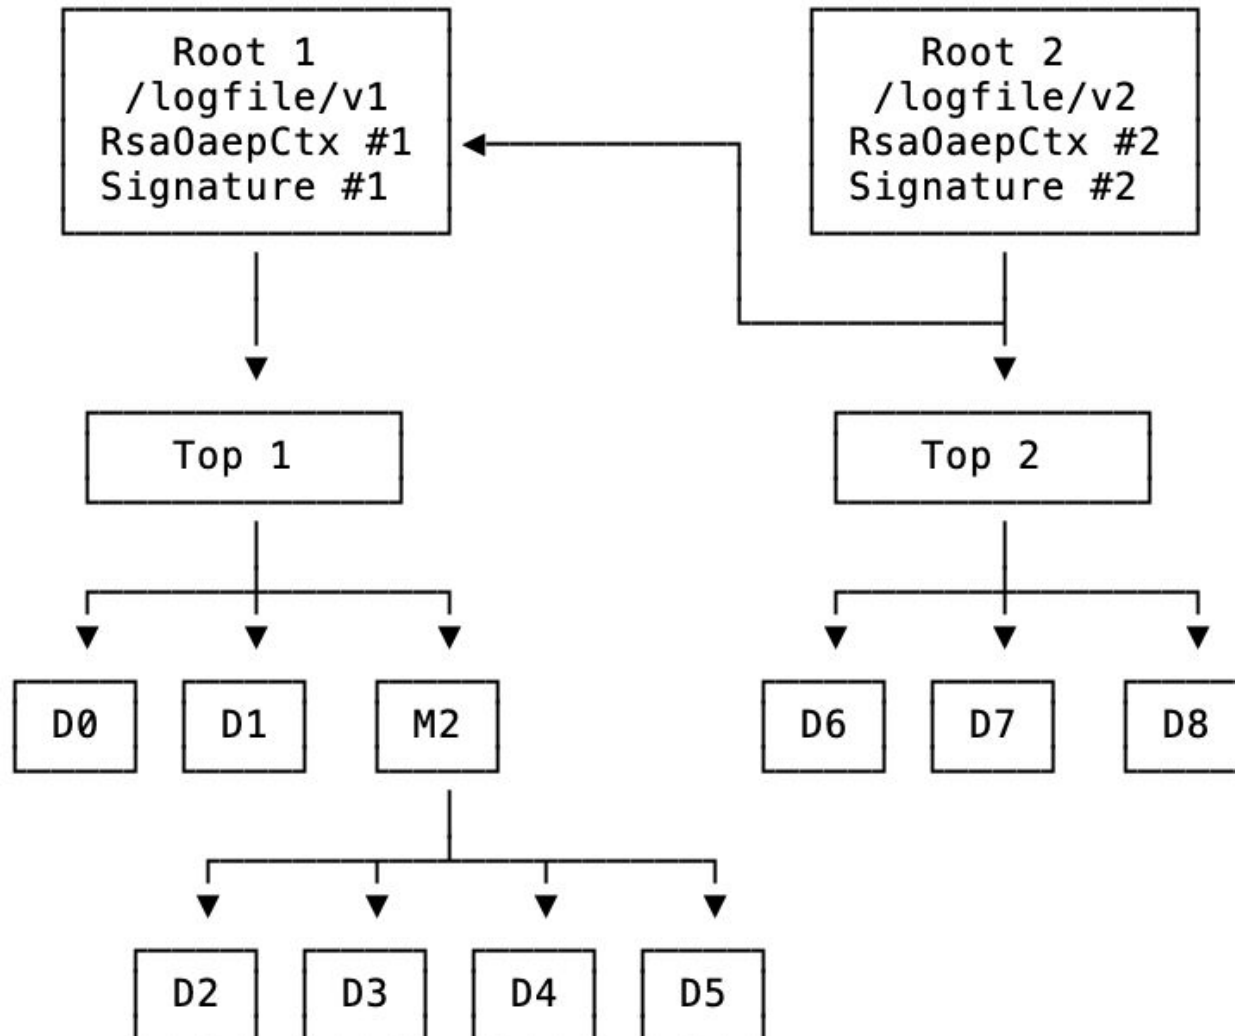 Root 1
/logfile/v1
RsaOaepCtx #1
Signature #1
Root 2
/logfile/v2
RsaOaepCtx #2
Signature #2
Top 1
Top 2
D0
D1
M2
D6
D7
D8
D2
D3
D4
D5